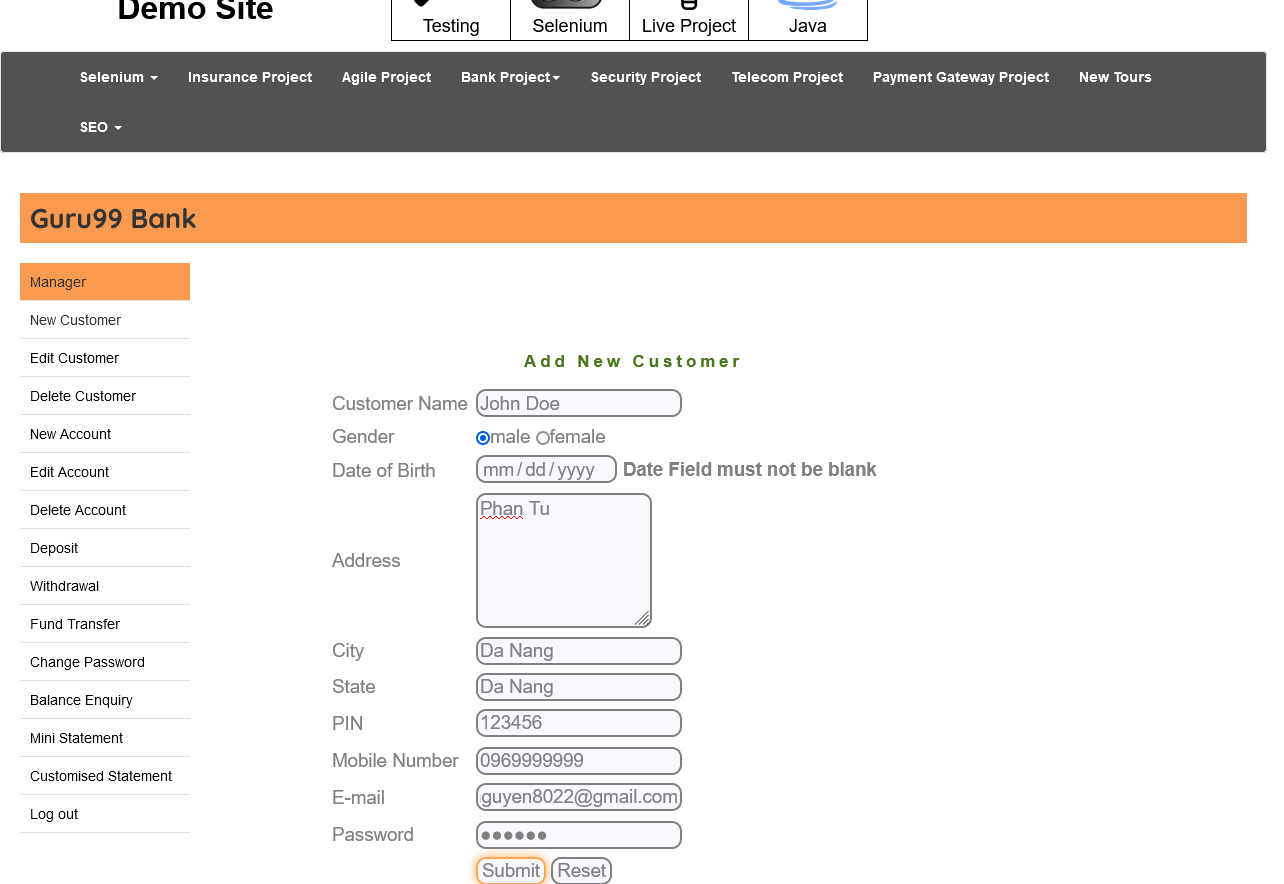 Demo Site
Testing Selenium Live Project Java
Selenium Insurance Project Agile Project Bank Project Security Project Telecom Project Payment Gateway Project New Tours
SEO
Guru99 Bank
Manager
New Customer
Edit Customer
Delete Customer
New Account
Edit Account
Delete Account
Deposit
Withdrawal
Fund Transfer
Change Password
Balance Enquiry
Mini Statement
Customised Statement
Log out
Add New Customer
Customer Name John Doe
Gender male female
Date of Birth mm/dd/yyyy Date Field must not be blank
Address Phan Tu
City Da Nang
State Da Nang
PIN 123456
Mobile Number 0969999999
E-mail guyen8022@gmail.com
Password ●●●●●●
Submit Reset